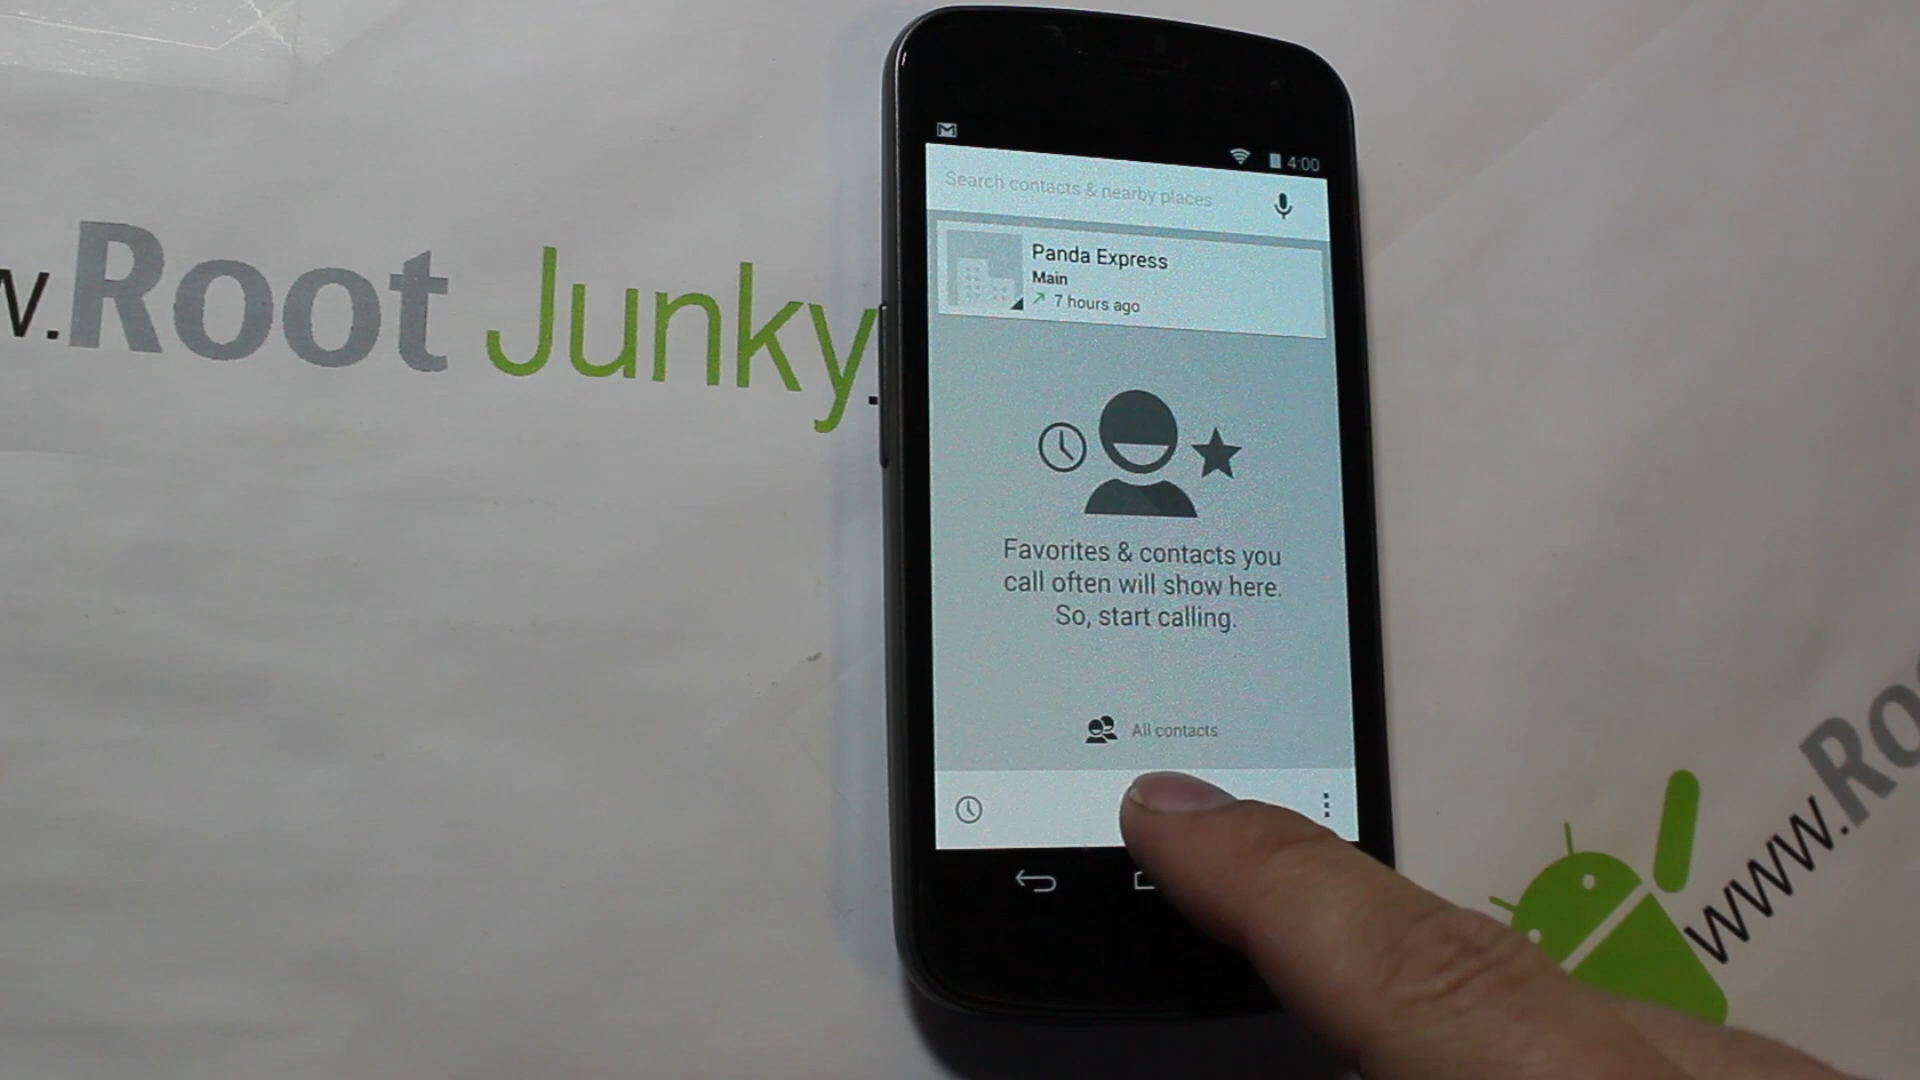 w.Root Junky.
4:00
Search contacts & nearby places
Panda Express
Main
7 hours ago
Favorites & contacts you
call often will show here.
So, start calling.
All contacts
www.Ro